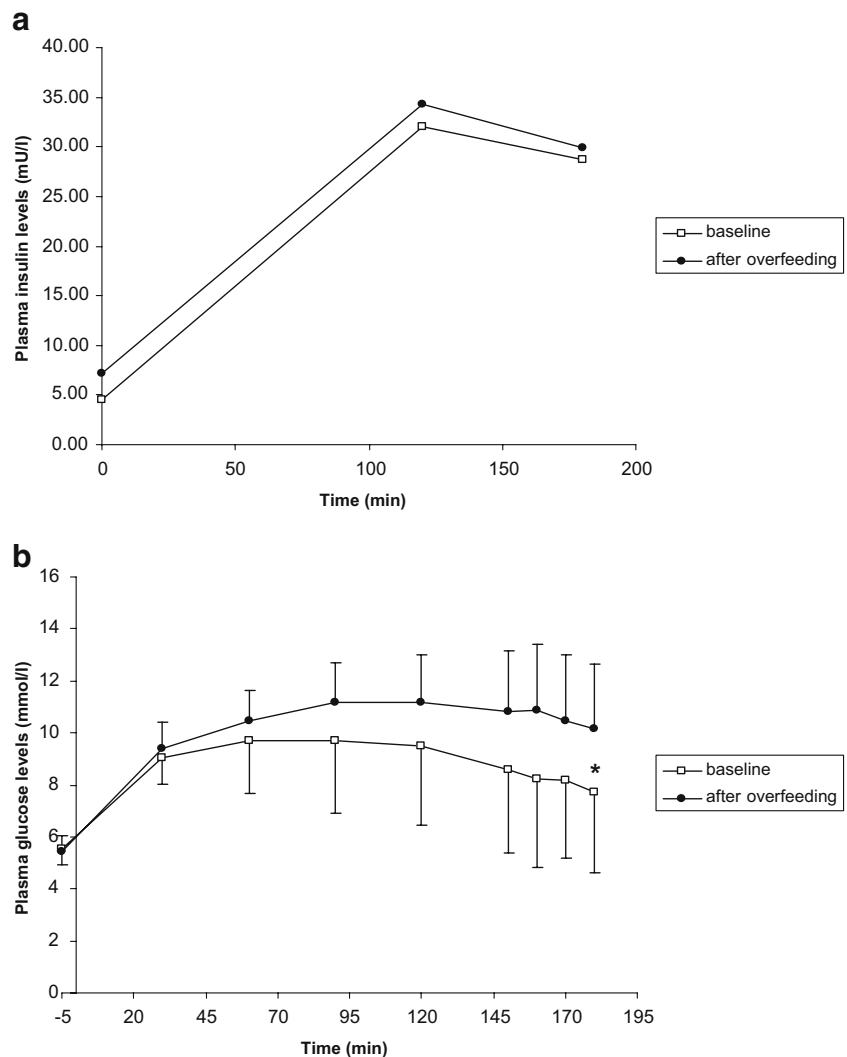 a
Plasma insulin levels (mU/l)
40.00
35.00
30.00
25.00
20.00
15.00
10.00
5.00
0.00
0 50 100 150 200
Time (min)
baseline
after overfeeding
b
Plasma glucose levels (mmol/l)
16
14
12
10
8
6
4
2
0
-5 20 45 70 95 120 145 170 195
Time (min)
*
baseline
after overfeeding